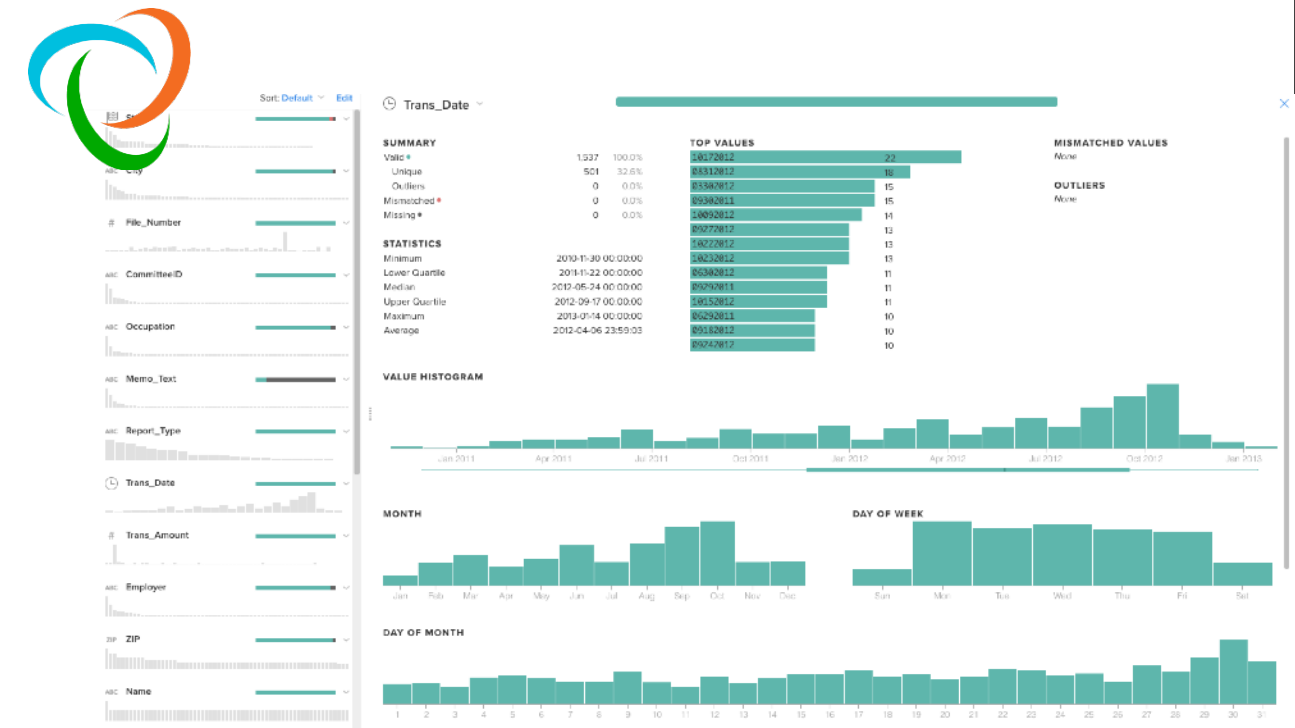 Sort: Default Edit
City
# File_Number
ABC CommitteeID
ABC Occupation
ABC Memo_Text
ABC Report_Type
Trans_Date
# Trans_Amount
ABC Employer
ZIP ZIP
ABC Name
Trans_Date
SUMMARY
Valid 1,537 100.0%
Unique 501 32.6%
Outliers 0 0.0%
Mismatched 0 0.0%
Missing 0 0.0%
STATISTICS
Minimum 2010-11-30 00:00:00
Lower Quartile 2011-11-22 00:00:00
Median 2012-05-24 00:00:00
Upper Quartile 2012-09-17 00:00:00
Maximum 2013-01-14 00:00:00
Average 2012-04-06 23:59:03
TOP VALUES
10172012 22
08312012 18
03302012 15
09302011 15
10092012 14
09272012 13
10222012 13
10232012 13
06302012 11
09292011 11
10152012 11
06292011 10
09182012 10
09242012 10
MISMATCHED VALUES
None
OUTLIERS
None
VALUE HISTOGRAM
Jan 2011 Apr 2011 Jul 2011 Oct 2011 Jan 2012 Apr 2012 Jul 2012 Oct 2012 Jan 2013
MONTH
Jan Feb Mar Apr May Jun Jul Aug Sep Oct Nov Dec
DAY OF WEEK
Sun Mon Tue Wed Thu Fri Sat
DAY OF MONTH
1 2 3 4 5 6 7 8 9 10 11 12 13 14 15 16 17 18 19 20 21 22 23 24 25 26 27 28 29 30 31